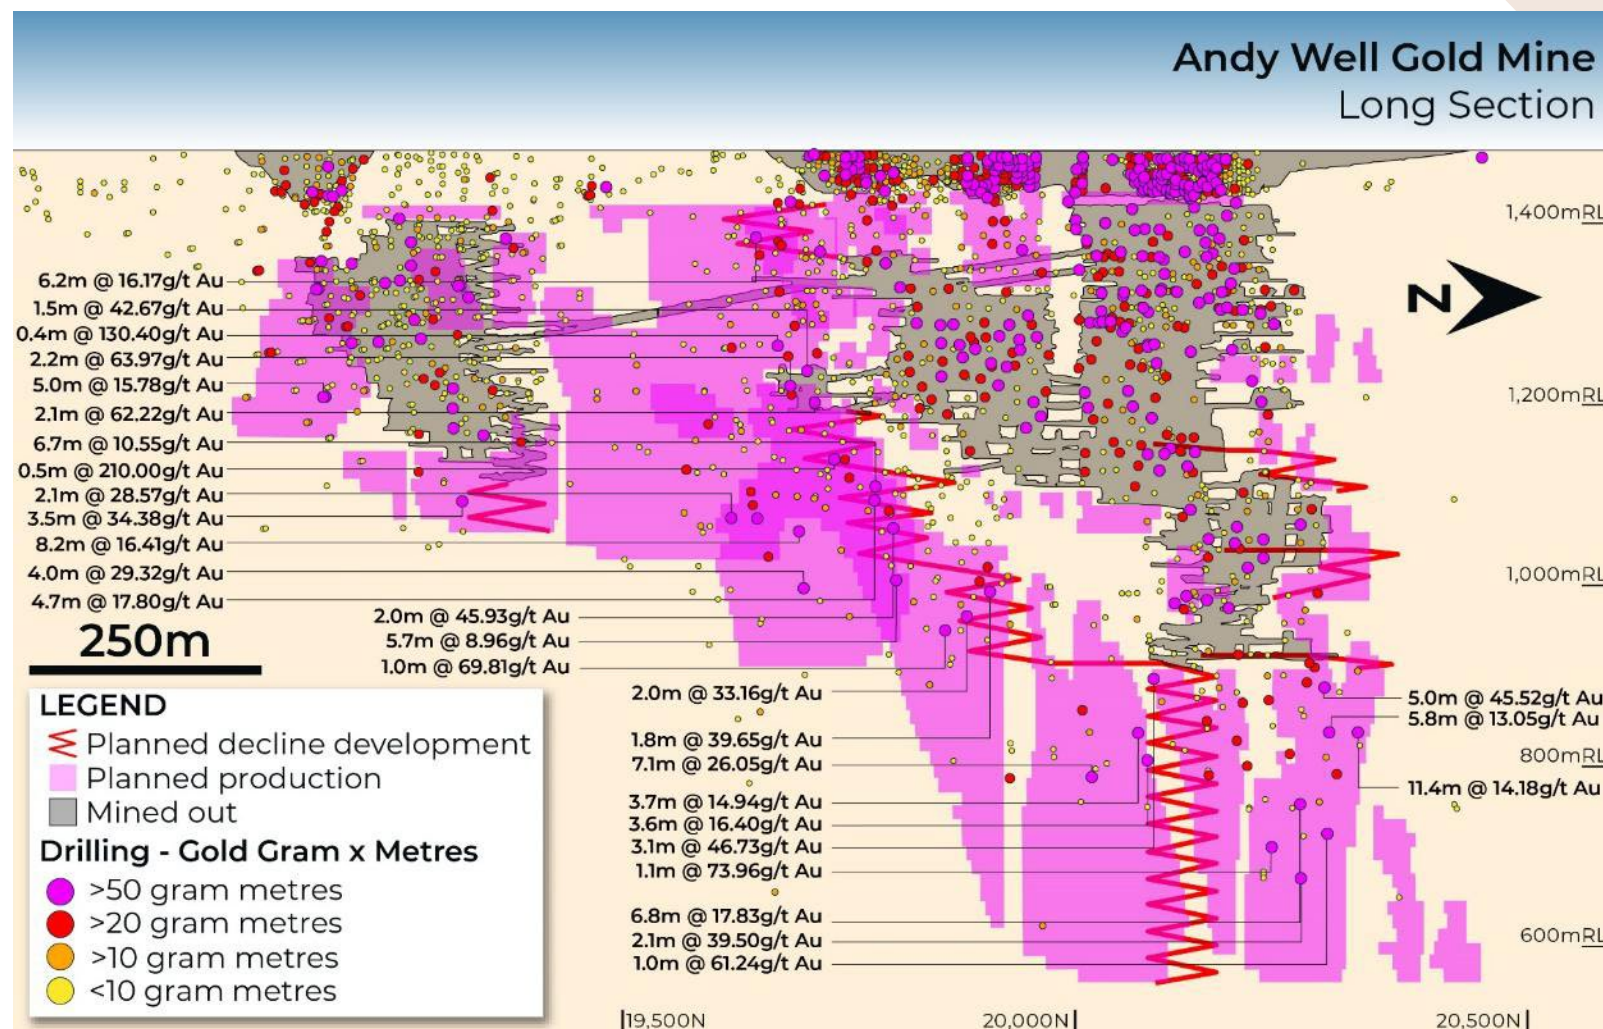 Andy Well Gold Mine
Long Section
1,400mRL
N
6.2m @ 16.17g/t Au
1.5m @ 42.67g/t Au
0.4m @ 130.40g/t Au
2.2m @ 63.97g/t Au
5.0m @ 15.78g/t Au
1,200mRL
2.1m @ 62.22g/t Au
6.7m @ 10.55g/t Au
0.5m @ 210.00g/t Au
2.1m @ 28.57g/t Au
3.5m @ 34.38g/t Au
8.2m @ 16.41g/t Au
4.0m @ 29.32g/t Au
1,000mRL
4.7m @ 17.80g/t Au
2.0m @ 45.93g/t Au
5.7m @ 8.96g/t Au
1.0m @ 69.81g/t Au
250m
2.0m @ 33.16g/t Au
1.8m @ 39.65g/t Au
7.1m @ 26.05g/t Au
3.7m @ 14.94g/t Au
3.6m @ 16.40g/t Au
3.1m @ 46.73g/t Au
1.1m @ 73.96g/t Au
6.8m @ 17.83g/t Au
2.1m @ 39.50g/t Au
1.0m @ 61.24g/t Au
5.0m @ 45.52g/t Au
5.8m @ 13.05g/t Au
800mRL
11.4m @ 14.18g/t Au
600mRL
LEGEND
Planned decline development
Planned production
Mined out
Drilling - Gold Gram x Metres
>50 gram metres
>20 gram metres
>10 gram metres
<10 gram metres
19,500N
20,000N
20,500N